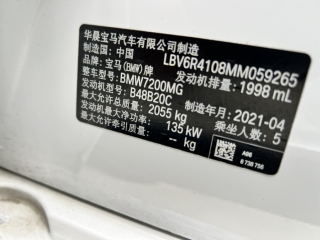 华晨宝马汽车有限公司制造
制造国:中国 LBV6R4108MM059265
品牌:宝马(BMW)牌 发动机排量:1998 mL
整车型号:BMW7200MG
发动机型号:B48B20C 制造年月:2021-04
最大允许总质量:2055 kg 乘坐人数:5
发动机最大净功率:135 kW
最大允许牵引质量:-- kg
A96
6 738 756